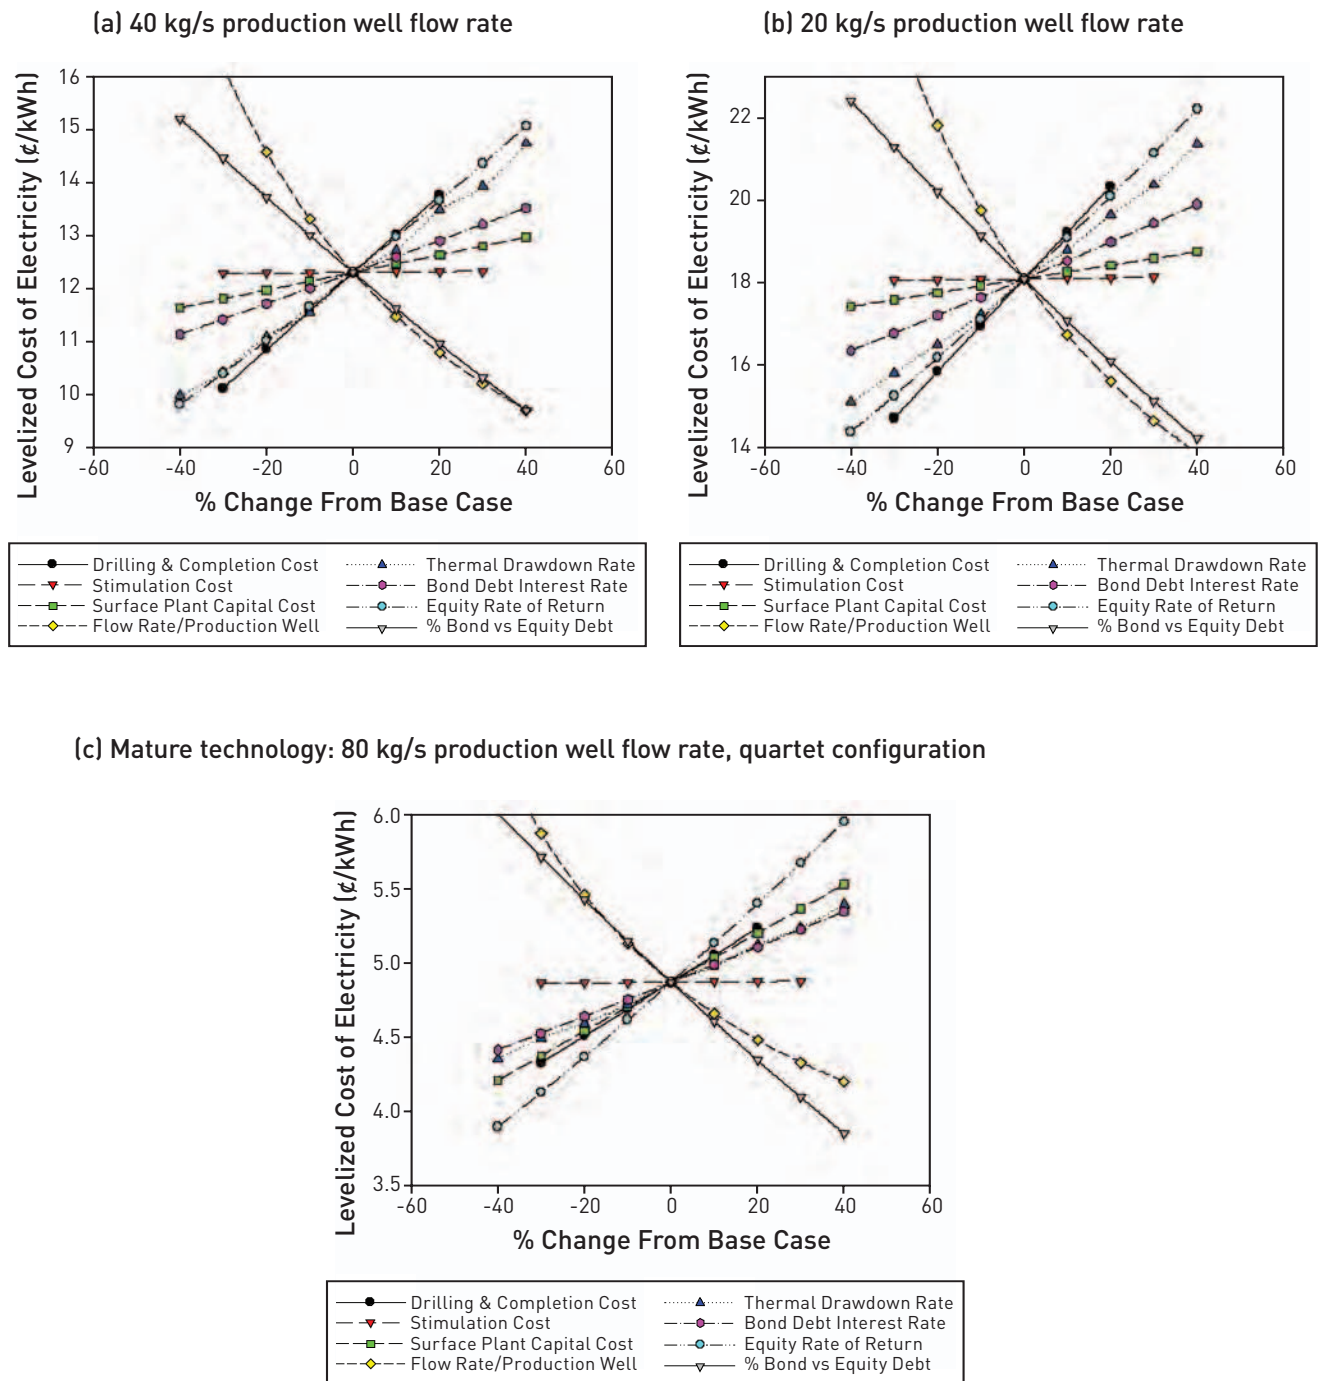 (a) 40 kg/s production well flow rate
Levelized Cost of Electricity (¢/kWh)
16
15
14
13
12
11
10
9
-60
-40
-20
0
20
40
60
% Change From Base Case
Drilling & Completion Cost
Stimulation Cost
Surface Plant Capital Cost
Flow Rate/Production Well
Thermal Drawdown Rate
Bond Debt Interest Rate
Equity Rate of Return
% Bond vs Equity Debt
(b) 20 kg/s production well flow rate
Levelized Cost of Electricity (¢/kWh)
22
20
18
16
14
-60
-40
-20
0
20
40
60
% Change From Base Case
Drilling & Completion Cost
Stimulation Cost
Surface Plant Capital Cost
Flow Rate/Production Well
Thermal Drawdown Rate
Bond Debt Interest Rate
Equity Rate of Return
% Bond vs Equity Debt
(c) Mature technology: 80 kg/s production well flow rate, quartet configuration
Levelized Cost of Electricity (¢/kWh)
6.0
5.5
5.0
4.5
4.0
3.5
-60
-40
-20
0
20
40
60
% Change From Base Case
Drilling & Completion Cost
Stimulation Cost
Surface Plant Capital Cost
Flow Rate/Production Well
Thermal Drawdown Rate
Bond Debt Interest Rate
Equity Rate of Return
% Bond vs Equity Debt